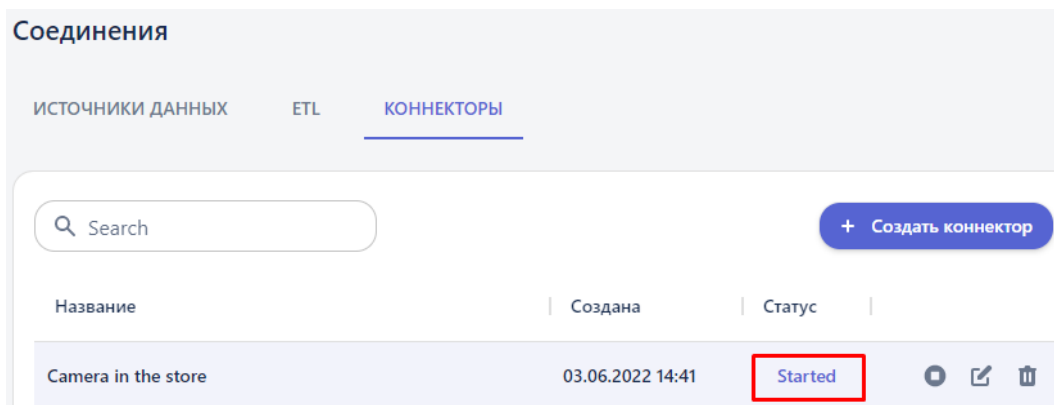 Соединения
ИСТОЧНИКИ ДАННЫХ ETL КОННЕКТОРЫ
Search + Создать коннектор
Название Создана Статус
Camera in the store 03.06.2022 14:41 Started